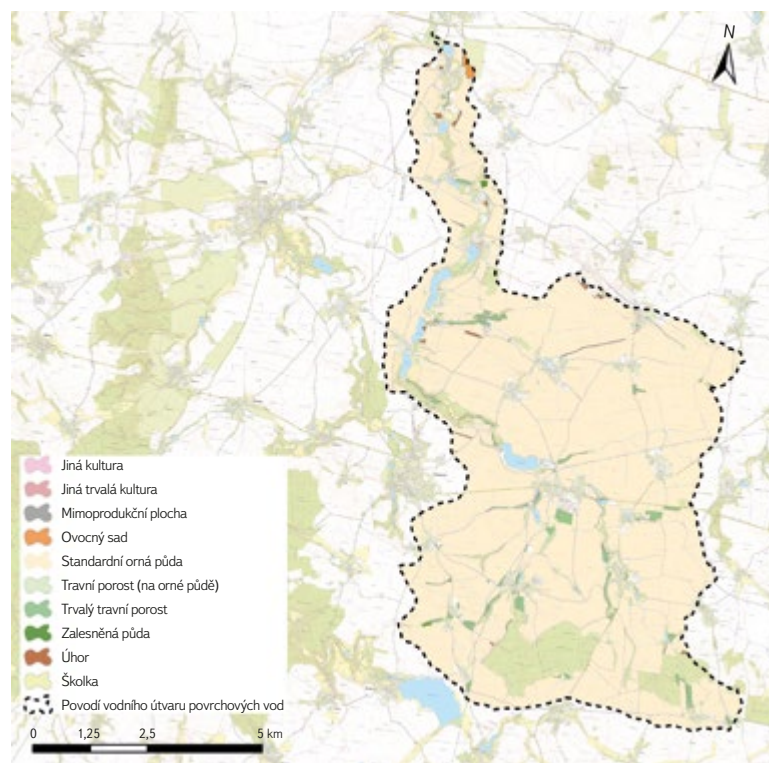 N
Jiná kultura
Jiná trvalá kultura
Mimoprodukční plocha
Ovocný sad
Standardní orná půda
Travní porost (na orné půdě)
Trvalý travní porost
Zalesněná půda
Úhor
Školka
Povodí vodního útvaru povrchových vod
0 1,25 2,5 5 km